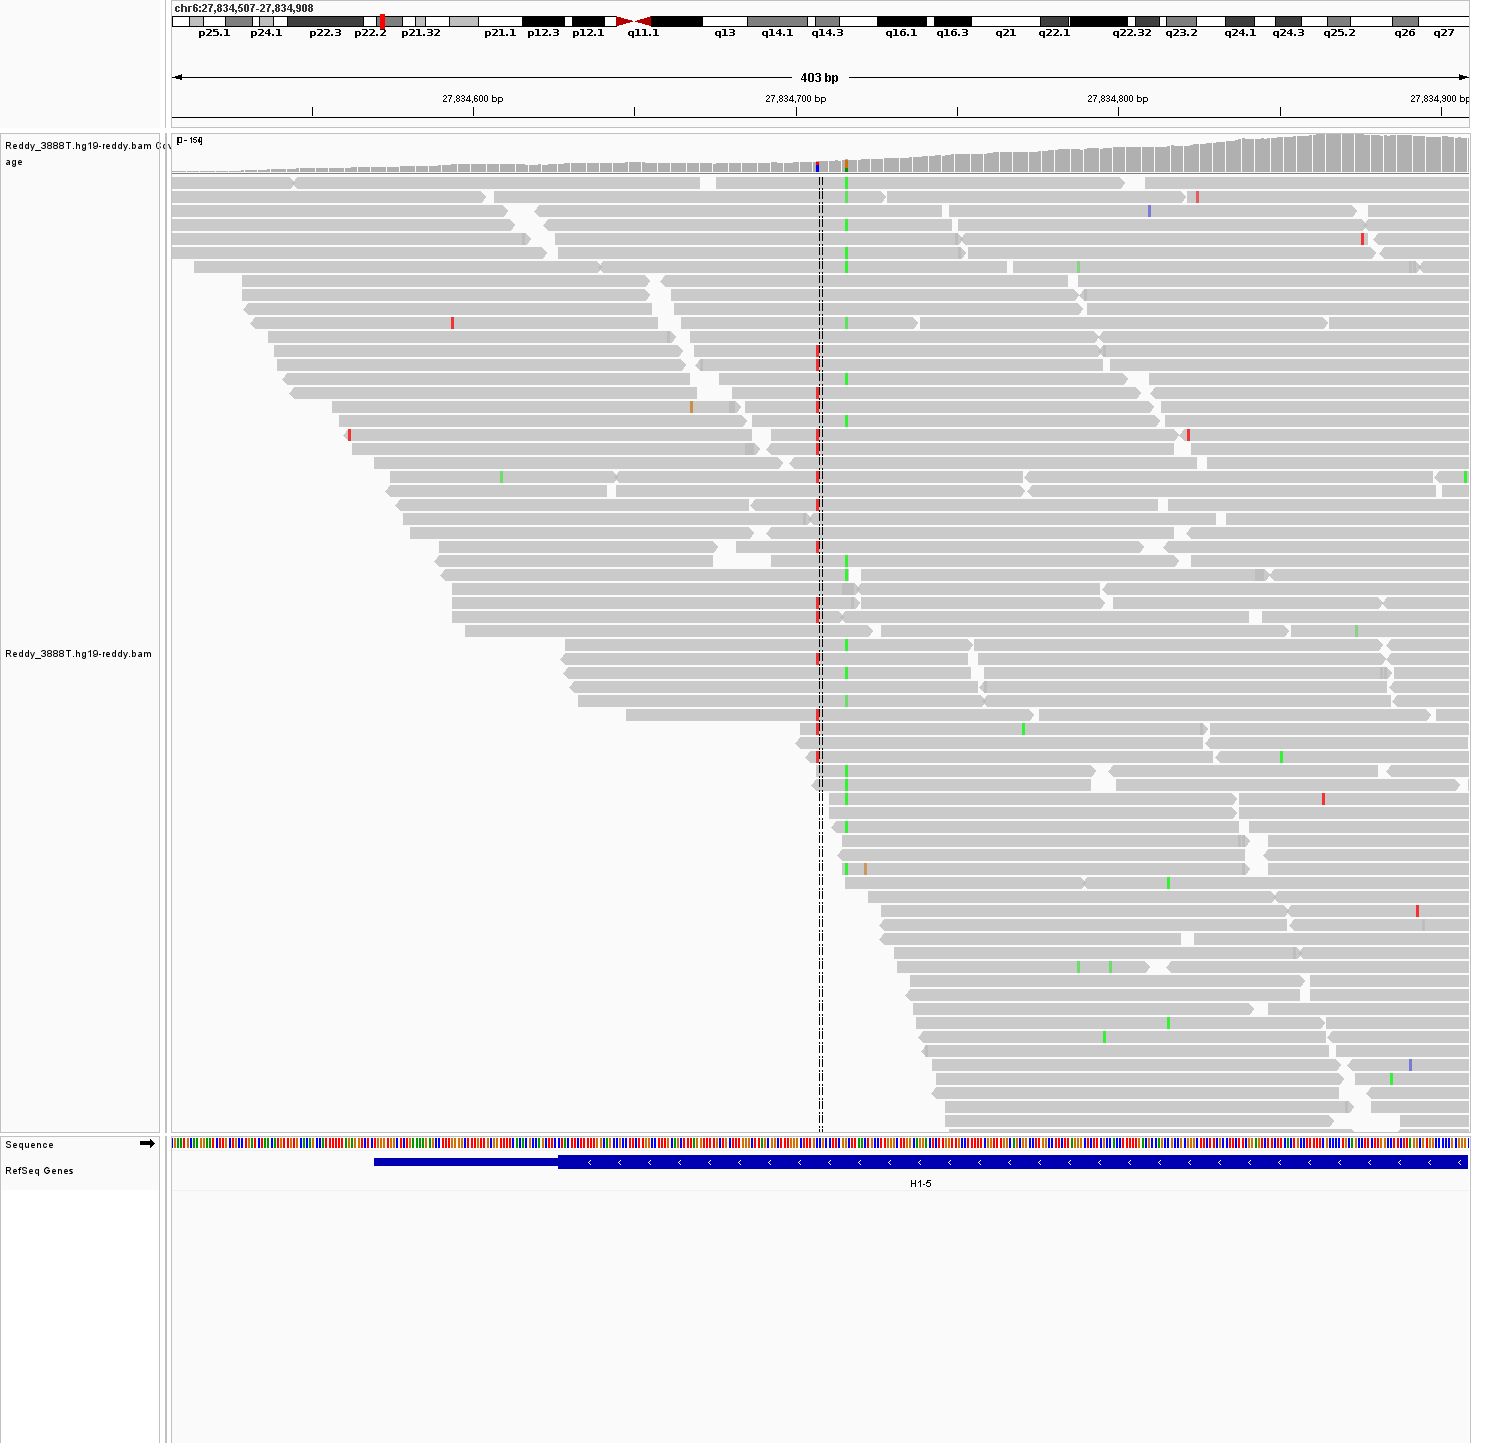 chr6:27,834,507-27,834,908
p25.1 p24.1 p22.3 p22.2 p21.32 p21.1 p12.3 p12.1 q11.1 q13 q14.1 q14.3 q16.1 q16.3 q21 q22.1 q22.32 q23.2 q24.1 q24.3 q25.2 q26 q27
403 bp
27,834,600 bp 27,834,700 bp 27,834,800 bp 27,834,900 bp
Reddy_3888T.hg19-reddy.bam Cov
age
[0 - 154]
Reddy_3888T.hg19-reddy.bam
Sequence
RefSeq Genes
H1-5